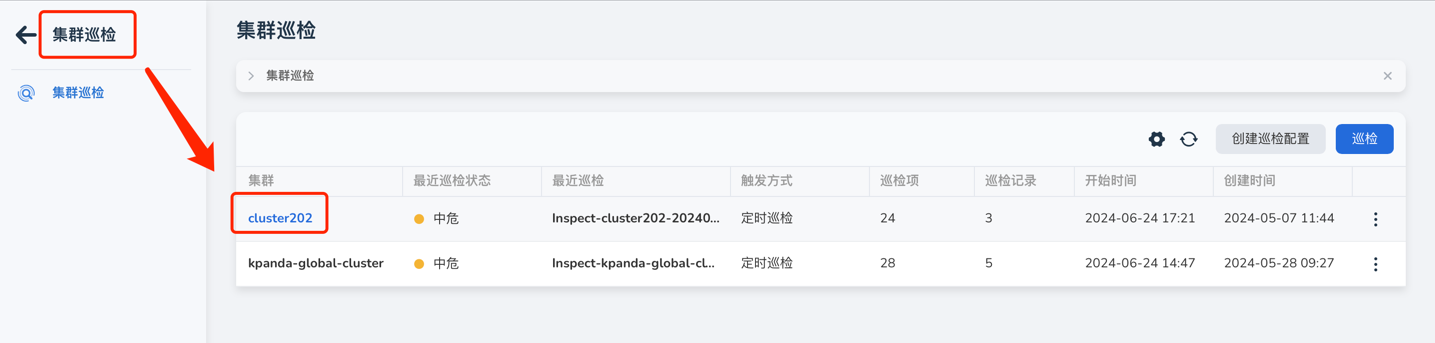 集群巡检
集群巡检
集群巡检
集群巡检
创建巡检配置 巡检
集群 最近巡检状态 最近巡检 触发方式 巡检项 巡检记录 开始时间 创建时间
cluster202 中危 Inspect-cluster202-20240... 定时巡检 24 3 2024-06-24 17:21 2024-05-07 11:44
kpanda-global-cluster 中危 Inspect-kpanda-global-cl... 定时巡检 28 5 2024-06-24 14:47 2024-05-28 09:27